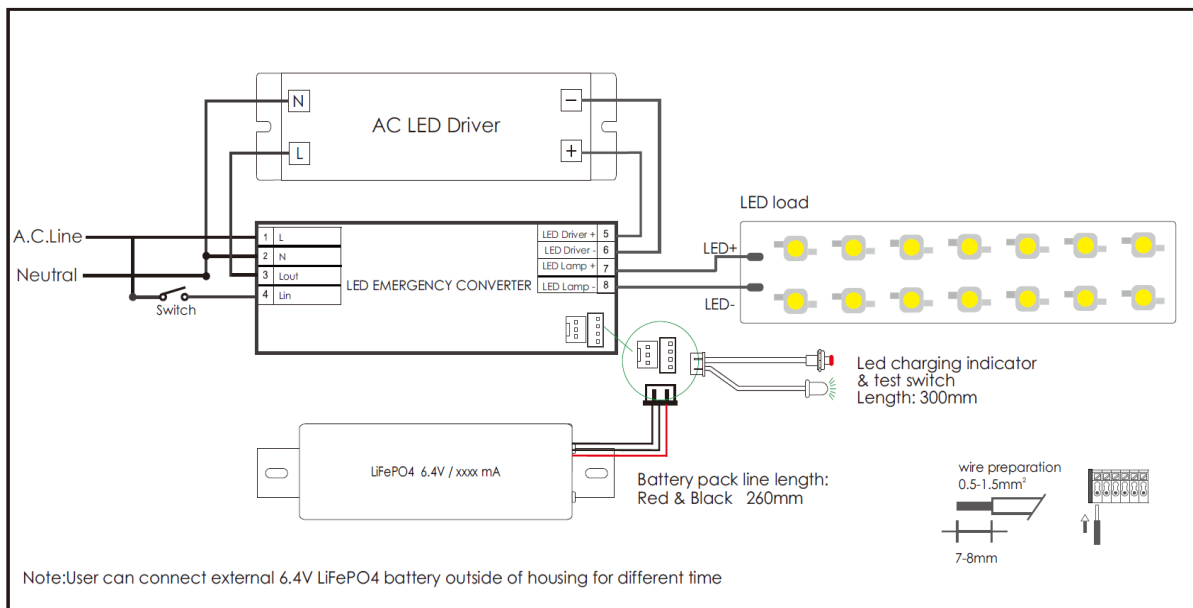 N
AC LED Driver
−
L
+
LED load
A.C.Line
Neutral
Switch
1 L
2 N
3 Lout
4 Lin
LED EMERGENCY CONVERTER
LED Driver + 5
LED Driver - 6
LED Lamp + 7
LED Lamp - 8
LED+
LED-
Led charging indicator
& test switch
Length: 300mm
LiFePO4 6.4V / xxxx mA
Battery pack line length:
Red & Black 260mm
wire preparation
0.5-1.5mm²
7-8mm
Note:User can connect external 6.4V LiFePO4 battery outside of housing for different time